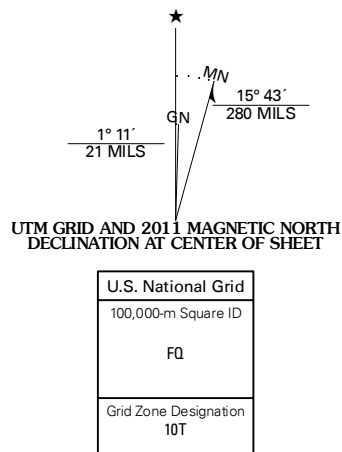 MN
GN
15° 43´
280 MILS
1° 11´
21 MILS
UTM GRID AND 2011 MAGNETIC NORTH
DECLINATION AT CENTER OF SHEET
U.S. National Grid
100,000-m Square ID
FQ
Grid Zone Designation
10T